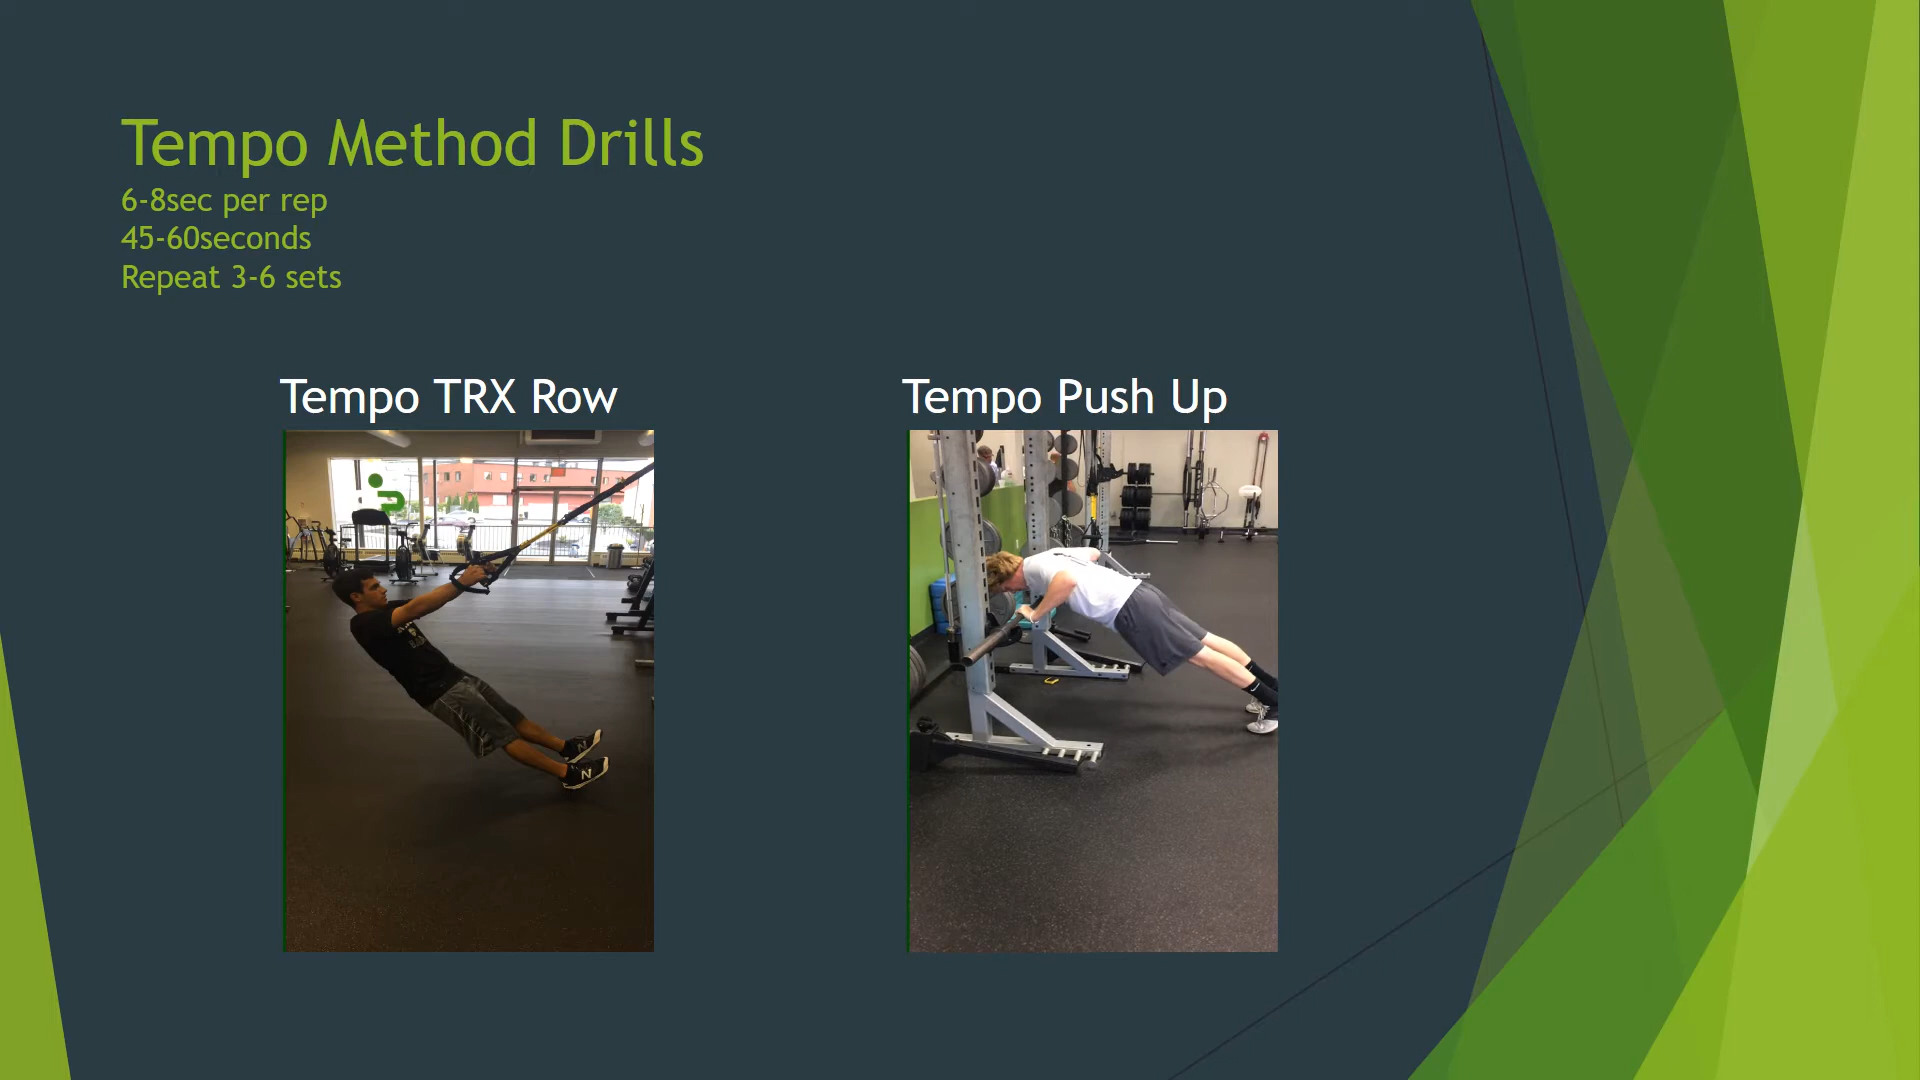 Tempo Method Drills
6-8sec per rep
45-60seconds
Repeat 3-6 sets
Tempo TRX Row
Tempo Push Up